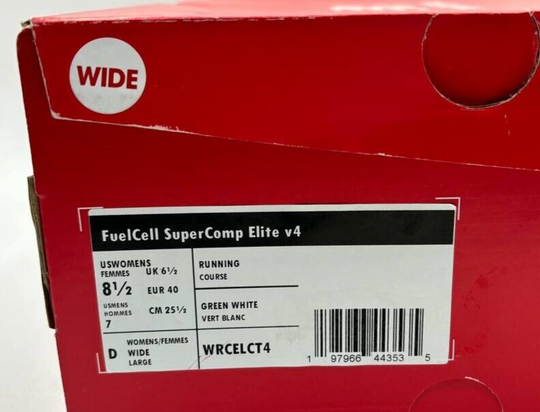 WIDE
FuelCell SuperComp Elite v4
USWOMENS
FEMMES
8½
UK 6½
EUR 40
USMENS
HOMMES
7
CM 25½
RUNNING
COURSE
GREEN WHITE
VERT BLANC
D
WOMENS/FEMMES
WIDE
LARGE
WRCELCT4
1 97966 44353 5